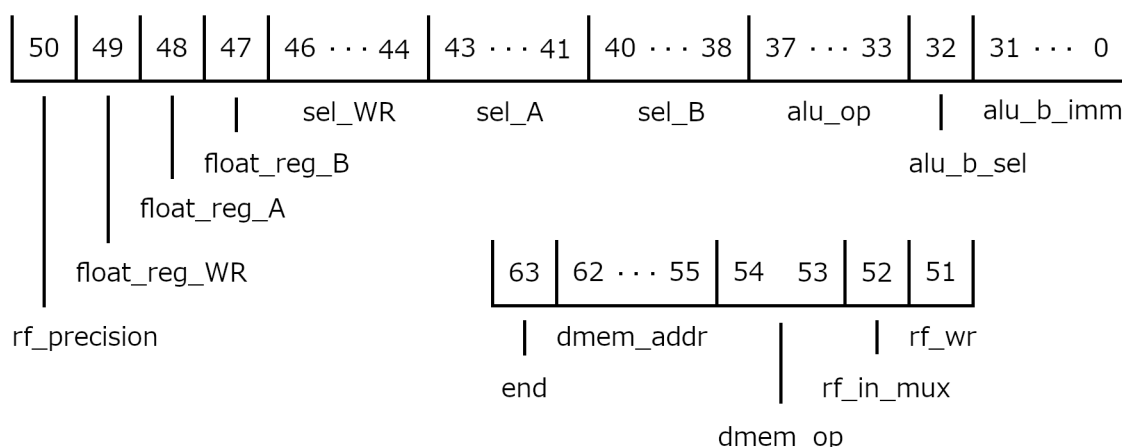 50 49 48 47 46 ··· 44 43 ··· 41 40 ··· 38 37 ··· 33 32 31 ··· 0
sel_WR sel_A sel_B alu_op alu_b_imm
float_reg_B alu_b_sel
float_reg_A
float_reg_WR 63 62 ··· 55 54 53 52 51
rf_precision dmem_addr rf_wr
end rf_in_mux
dmem_op